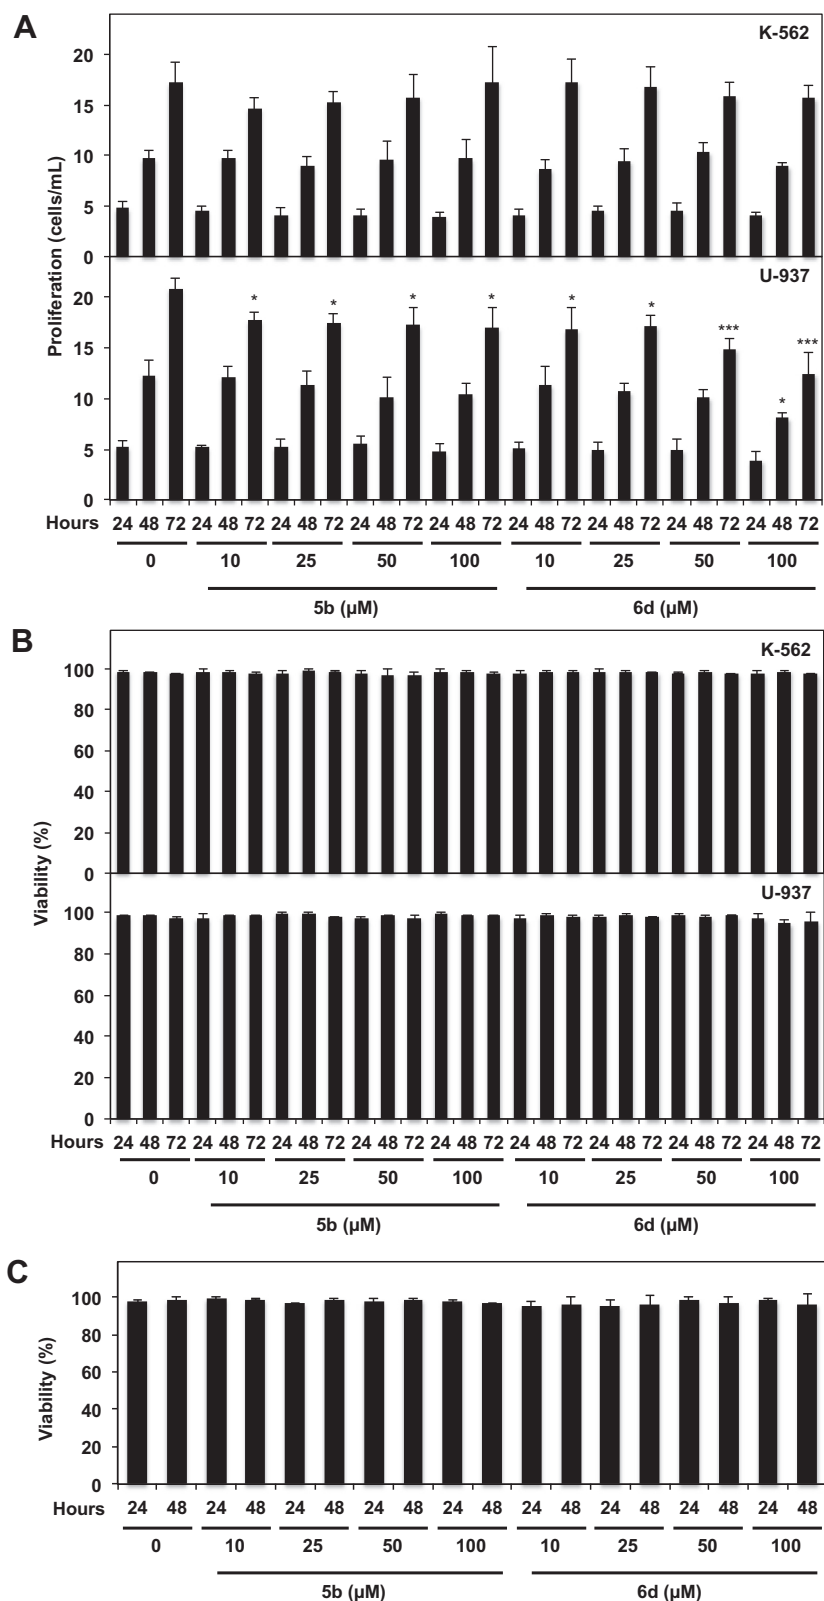 A
K-562
20
15
10
5
0
Proliferation (cells/mL)
U-937
20
15
10
5
0
* * * * * * *** * ***
Hours 24 48 72 24 48 72 24 48 72 24 48 72 24 48 72 24 48 72 24 48 72 24 48 72 24 48 72
0 10 25 50 100 10 25 50 100
5b (µM) 6d (µM)
B
K-562
100
80
60
40
20
0
Viability (%)
U-937
100
80
60
40
20
0
Hours 24 48 72 24 48 72 24 48 72 24 48 72 24 48 72 24 48 72 24 48 72 24 48 72 24 48 72
0 10 25 50 100 10 25 50 100
5b (µM) 6d (µM)
C
100
80
60
40
20
0
Viability (%)
Hours 24 48 24 48 24 48 24 48 24 48 24 48 24 48 24 48 24 48
0 10 25 50 100 10 25 50 100
5b (µM) 6d (µM)